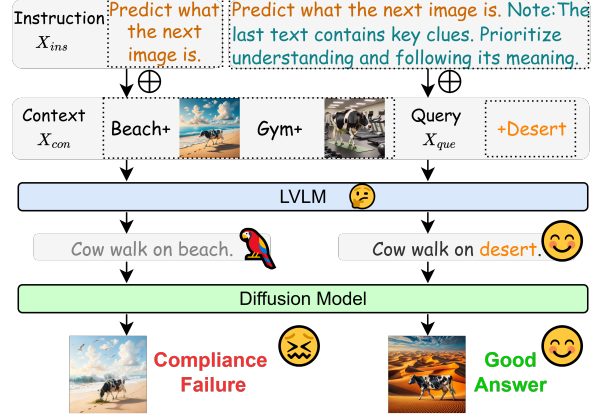 Instruction
X_ins
Predict what
the next
image is.
Predict what the next image is. Note:The
last text contains key clues. Prioritize
understanding and following its meaning.
Context
X_con
Beach+
Gym+
Query
X_que
+Desert
LVLM
Cow walk on beach.
Cow walk on desert.
Diffusion Model
Compliance
Failure
Good
Answer